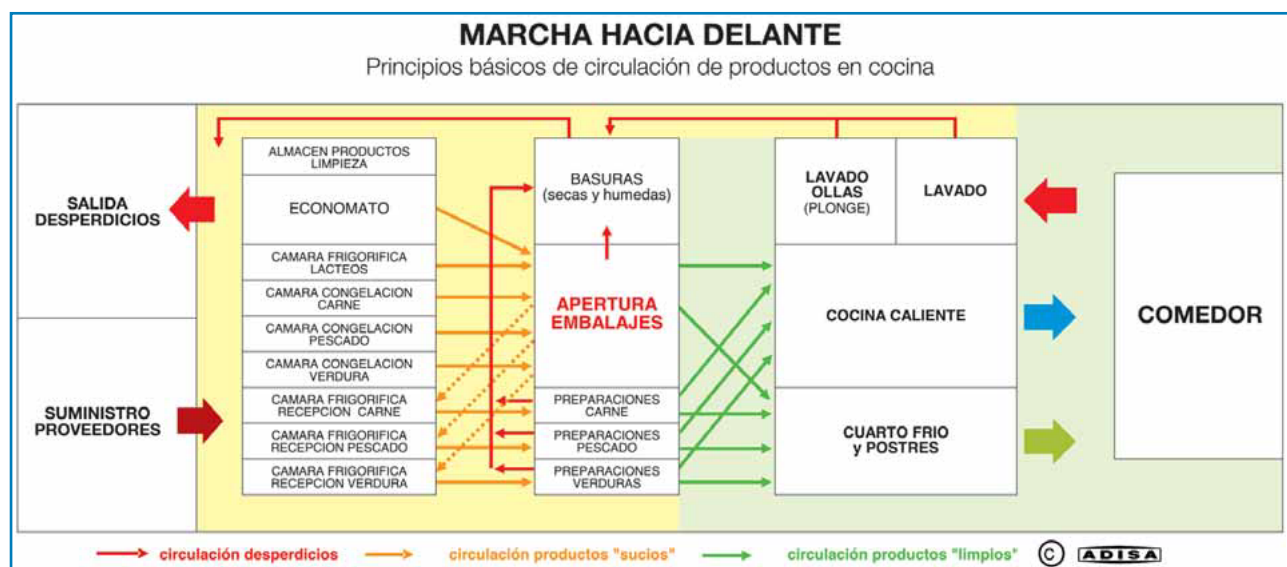 MARCHA HACIA DELANTE
Principios básicos de circulación de productos en cocina
SALIDA
DESPERDICIOS
SUMINISTRO
PROVEEDORES
ALMACEN PRODUCTOS
LIMPIEZA
ECONOMATO
CAMARA FRIGORIFICA
LACTEOS
CAMARA CONGELACION
CARNE
CAMARA CONGELACION
PESCADO
CAMARA CONGELACION
VERDURA
CAMARA FRIGORIFICA
RECEPCION CARNE
CAMARA FRIGORIFICA
RECEPCION PESCADO
CAMARA FRIGORIFICA
RECEPCION VERDURA
BASURAS
(secas y humedas)
APERTURA
EMBALAJES
PREPARACIONES
CARNE
PREPARACIONES
PESCADO
PREPARACIONES
VERDURAS
LAVADO
OLLAS
(PLONGE)
LAVADO
COCINA CALIENTE
CUARTO FRIO
y POSTRES
COMEDOR
circulación desperdicios
circulación productos "sucios"
circulación productos "limpios"
© ADISA